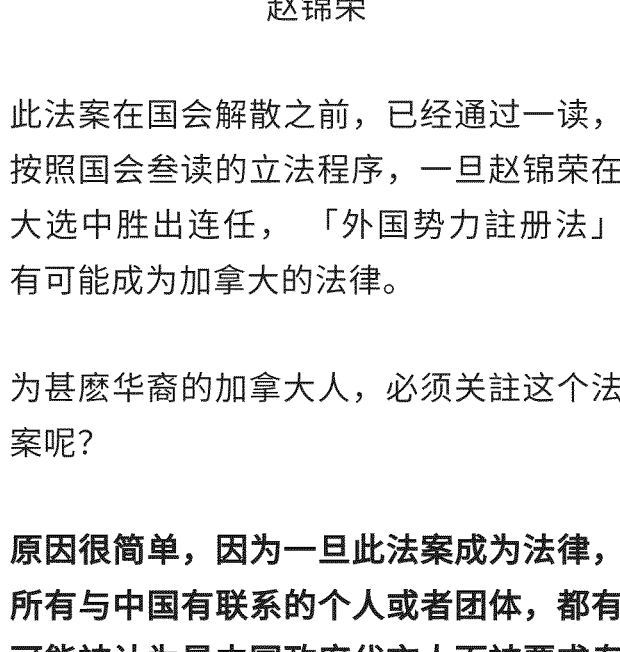 赵锦荣
此法案在国会解散之前，已经通过一读，
按照国会叁读的立法程序，一旦赵锦荣在
大选中胜出连任，「外国势力註册法」
有可能成为加拿大的法律。
为甚麽华裔的加拿大人，必须关註这个法
案呢？
原因很简单，因为一旦此法案成为法律，
所有与中国有联系的个人或者团体，都有